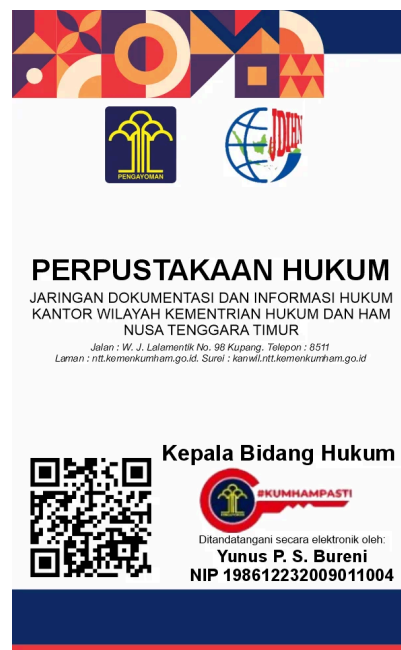 PENGAYOMAN
JDIHN
PERPUSTAKAAN HUKUM
JARINGAN DOKUMENTASI DAN INFORMASI HUKUM
KANTOR WILAYAH KEMENTRIAN HUKUM DAN HAM
NUSA TENGGARA TIMUR
Jalan : W. J. Lalamentik No. 98 Kupang. Telepon : 8511
Laman : ntt.kemenkumham.go.id. Surel : kanwil.ntt.kemenkumham.go.id
Kepala Bidang Hukum
#KUMHAMPASTI
Ditandatangani secara elektronik oleh:
Yunus P. S. Bureni
NIP 198612232009011004